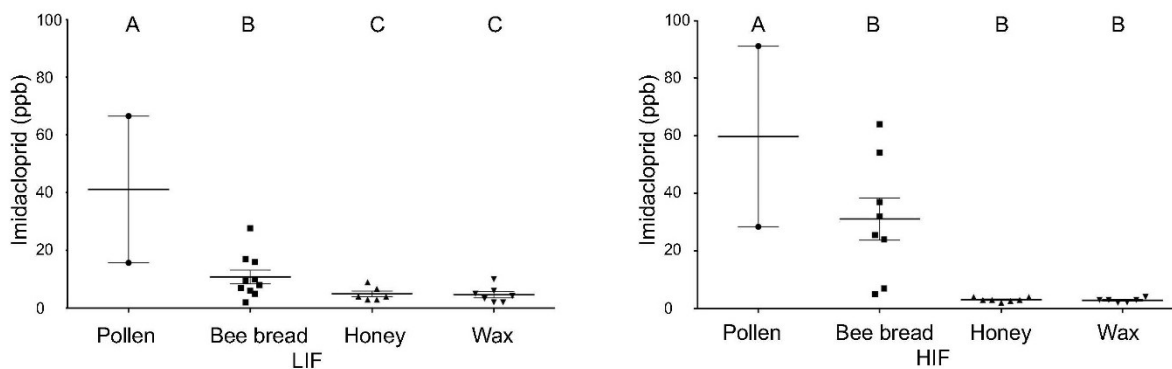 A B C C
Imidacloprid (ppb)
100
80
60
40
20
0
Pollen Bee bread Honey Wax
LIF
A B B B
Imidacloprid (ppb)
100
80
60
40
20
0
Pollen Bee bread Honey Wax
HIF